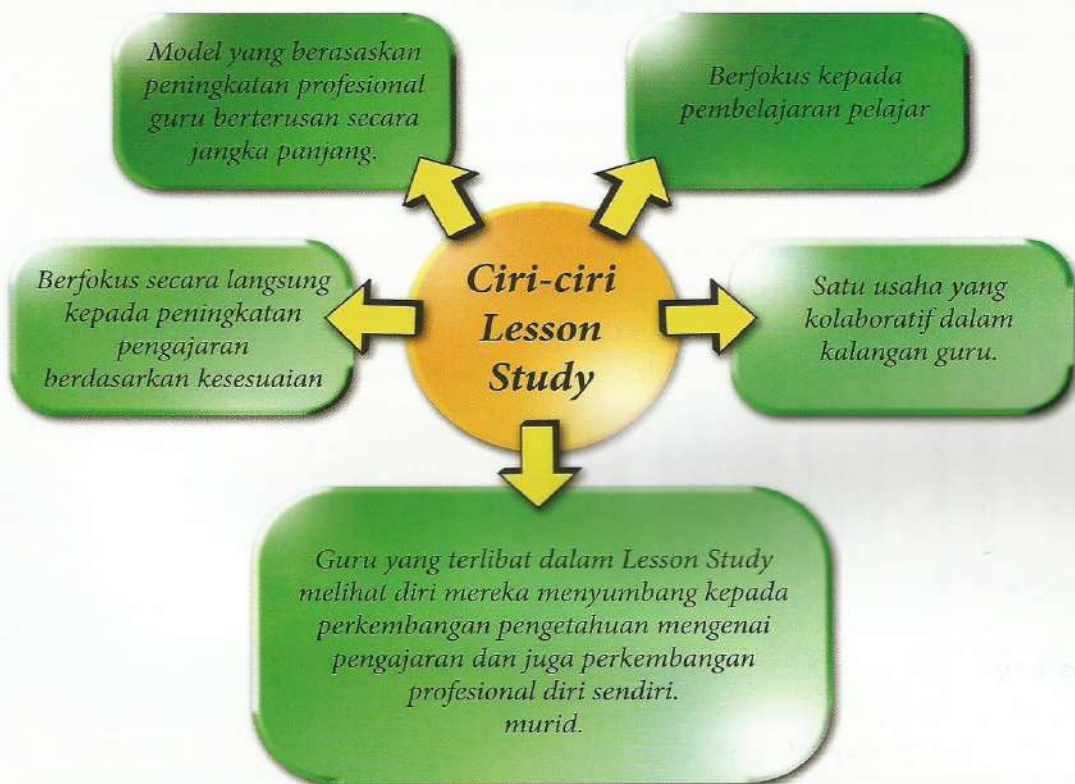 Model yang berasaskan
peningkatan profesional
guru berterusan secara
jangka panjang.
Berfokus kepada
pembelajaran pelajar
Berfokus secara langsung
kepada peningkatan
pengajaran
berdasarkan kesesuaian
Ciri-ciri
Lesson
Study
Satu usaha yang
kolaboratif dalam
kalangan guru.
Guru yang terlibat dalam Lesson Study
melihat diri mereka menyumbang kepada
perkembangan pengetahuan mengenai
pengajaran dan juga perkembangan
profesional diri sendiri.
murid.